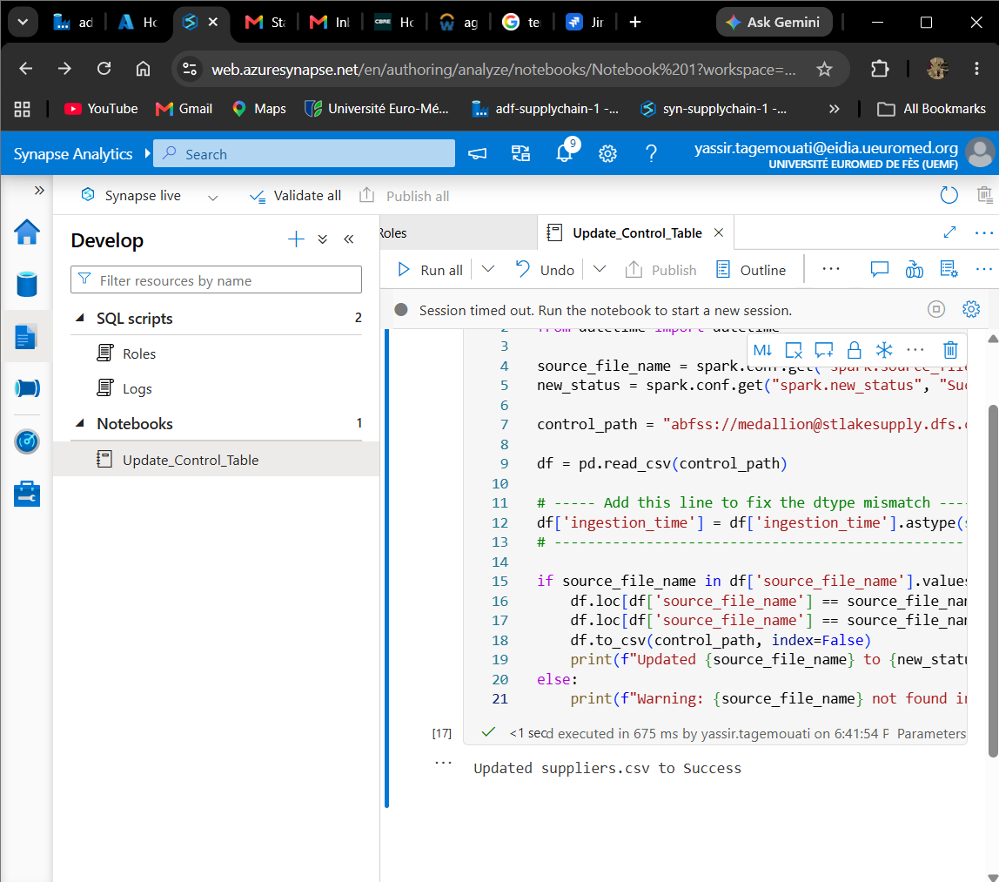 ad
Ho
Sta
Inl
CBRE
Ho
ag
te
Jir
Ask Gemini
web.azuresynapse.net/en/authoring/analyze/notebooks/Notebook%201?workspace=...
YouTube
Gmail
Maps
Université Euro-Mé...
adf-supplychain-1 -...
syn-supplychain-1 -...
»
All Bookmarks
Synapse Analytics
Search
9
yassir.tagemouati@eidia.ueuromed.org
UNIVERSITÉ EUROMED DE FÈS (UEMF)
Synapse live
Validate all
Publish all
Develop
Filter resources by name
SQL scripts 2
Roles
Logs
Notebooks 1
Update_Control_Table
Roles
Update_Control_Table
Run all
Undo
Publish
Outline
Session timed out. Run the notebook to start a new session.
2 from datetime import datetime
3
4 source_file_name = spark.conf.get("spark.source_file
5 new_status = spark.conf.get("spark.new_status", "Suc
6
7 control_path = "abfss://medallion@stlakesupply.dfs.c
8
9 df = pd.read_csv(control_path)
10
11 # ----- Add this line to fix the dtype mismatch ----
12 df['ingestion_time'] = df['ingestion_time'].astype(s
13 # -------------------------------------------------
14
15 if source_file_name in df['source_file_name'].values
16 df.loc[df['source_file_name'] == source_file_nam
17 df.loc[df['source_file_name'] == source_file_nam
18 df.to_csv(control_path, index=False)
19 print(f"Updated {source_file_name} to {new_statu
20 else:
21 print(f"Warning: {source_file_name} not found in
[17] <1 sec
d executed in 675 ms by yassir.tagemouati on 6:41:54 P
Parameters
Updated suppliers.csv to Success